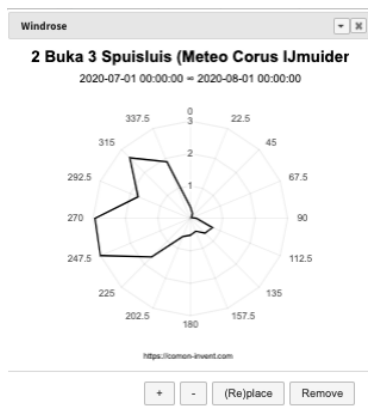 Windrose
2 Buka 3 Spuisluis (Meteo Corus IJmuider
2020-07-01 00:00:00 - 2020-08-01 00:00:00
0
337.5 3 22.5
315 2 45
292.5 1 67.5
270 90
247.5 112.5
225 135
202.5 157.5
180
https://comon-invent.com
+ - (Re)place Remove